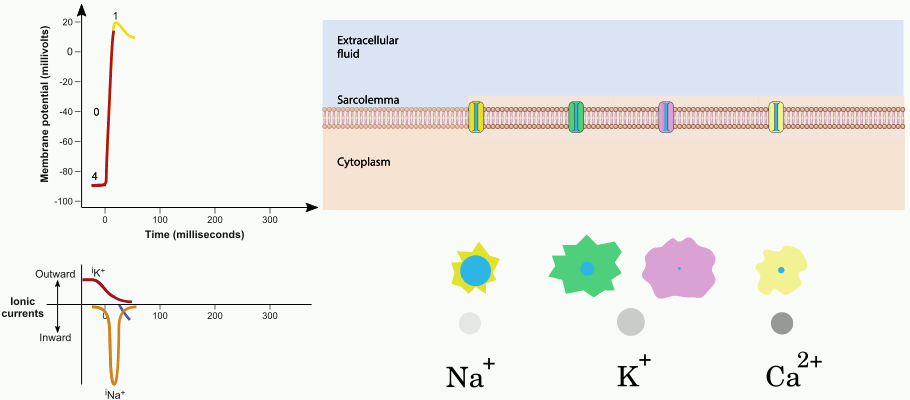 1
20
0
-20
-40
-60
-80
-100
0
4
Membrane potential (millivolts)
0
100
200
300
Time (milliseconds)
Extracellular
fluid
Sarcolemma
Cytoplasm
Outward
Ionic
currents
Inward
iK+
0
100
200
300
iNa+
Na+
K+
Ca2+